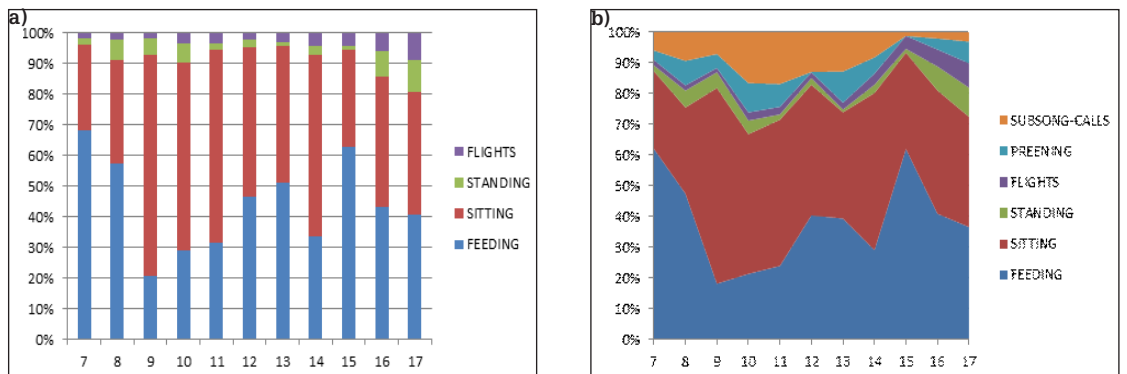 a)
100%
90%
80%
70%
60%
50%
40%
30%
20%
10%
0%
7 8 9 10 11 12 13 14 15 16 17
FLIGHTS
STANDING
SITTING
FEEDING
b)
100%
90%
80%
70%
60%
50%
40%
30%
20%
10%
0%
7 8 9 10 11 12 13 14 15 16 17
SUBSONG-CALLS
PREENING
FLIGHTS
STANDING
SITTING
FEEDING